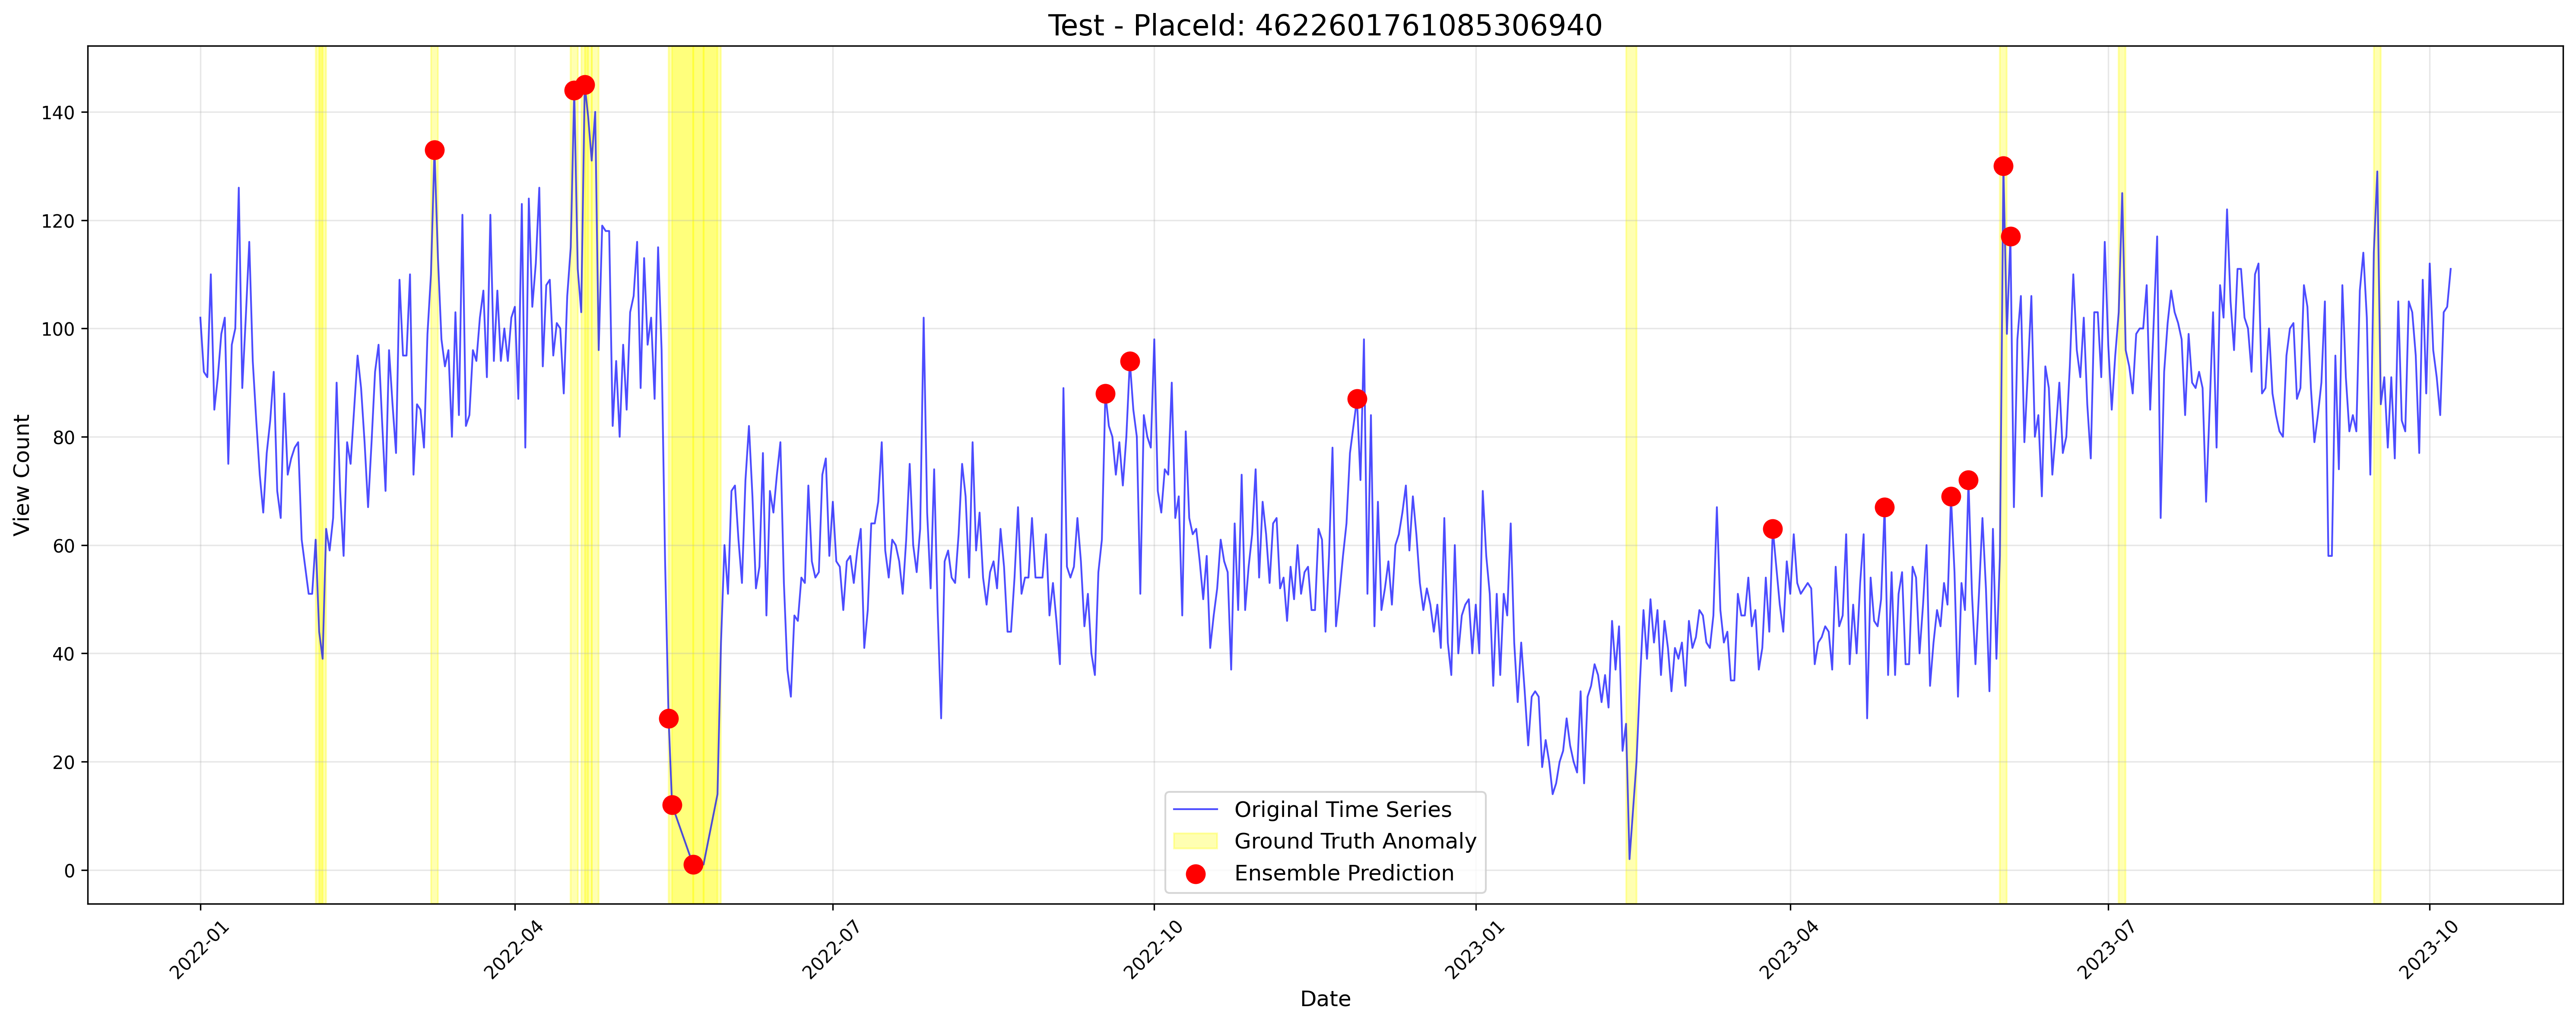 Test - PlaceId: 4622601761085306940
View Count
140
120
100
80
60
40
20
0
Original Time Series
Ground Truth Anomaly
Ensemble Prediction
2022-01
2022-04
2022-07
2022-10
2023-01
2023-04
2023-07
2023-10
Date